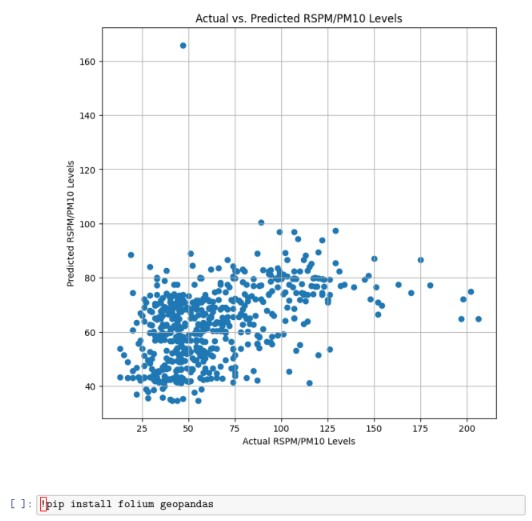 Actual vs. Predicted RSPM/PM10 Levels
160
140
120
100
80
60
40
Predicted RSPM/PM10 Levels
25 50 75 100 125 150 175 200
Actual RSPM/PM10 Levels
[ ]: !pip install folium geopandas